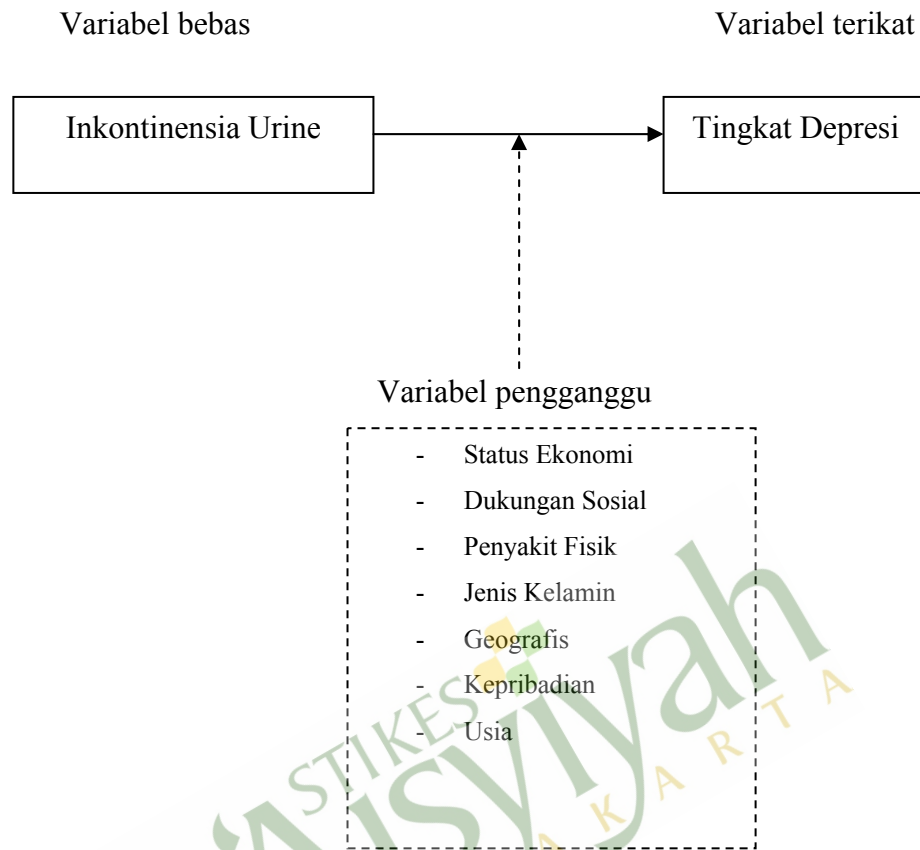 Variabel bebas
Variabel terikat
Inkontinensia Urine
Tingkat Depresi
Variabel pengganggu
- Status Ekonomi
- Dukungan Sosial
- Penyakit Fisik
- Jenis Kelamin
- Geografis
- Kepribadian
- Usia
STIKES
'Aisyiyah
AKARTA